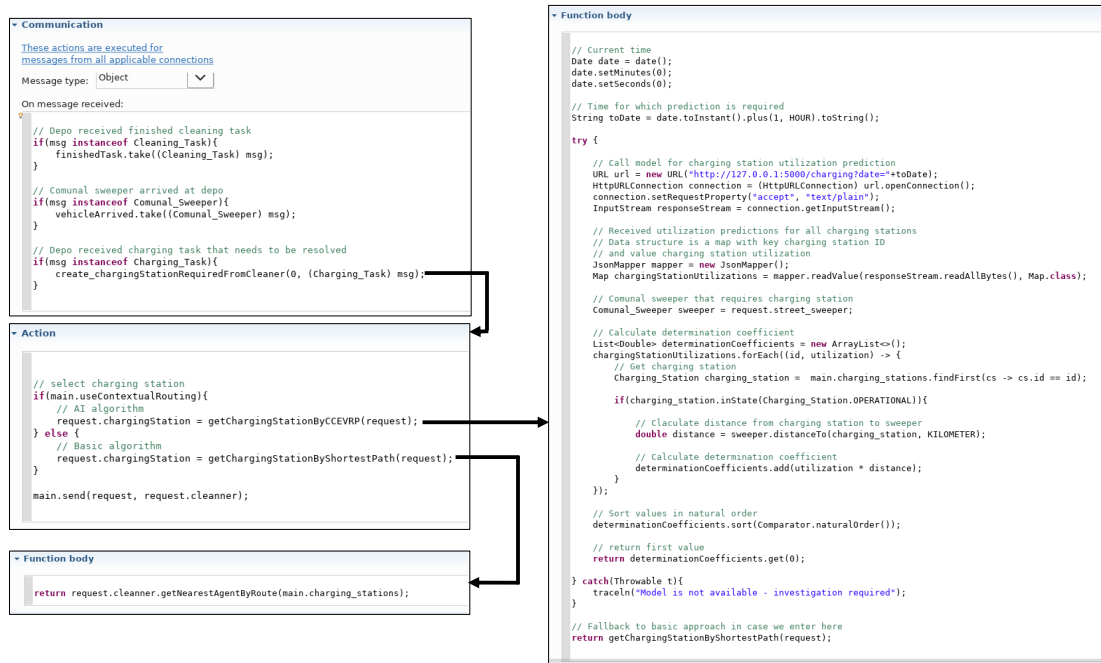 Communication
These actions are executed for
messages from all applicable connections
Message type: Object
On message received:
// Depo received finished cleaning task
if(msg instanceof Cleaning_Task){
finishedTask.take((Cleaning_Task) msg);
}
// Comunal sweeper arrived at depo
if(msg instanceof Comunal_Sweeper){
vehicleArrived.take((Comunal_Sweeper) msg);
}
// Depo received charging task that needs to be resolved
if(msg instanceof Charging_Task){
create_chargingStationRequiredFromCleaner(0, (Charging_Task) msg);
}
Action
// select charging station
if(main.useContextualRouting){
// AI algorithm
request.chargingStation = getChargingStationByCCEVRP(request);
} else {
// Basic algorithm
request.chargingStation = getChargingStationByShortestPath(request);
}
main.send(request, request.cleanner);
Function body
return request.cleanner.getNearestAgentByRoute(main.charging_stations);
Function body
// Current time
Date date = date();
date.setMinutes(0);
date.setSeconds(0);
// Time for which prediction is required
String toDate = date.toInstant().plus(1, HOUR).toString();
try {
// Call model for charging station utilization prediction
URL url = new URL("http://127.0.0.1:5000/charging?date="+toDate);
HttpURLConnection connection = (HttpURLConnection) url.openConnection();
connection.setRequestProperty("accept", "text/plain");
InputStream responseStream = connection.getInputStream();
// Received utilization predictions for all charging stations
// Data structure is a map with key charging station ID
// and value charging station utilization
JsonMapper mapper = new JsonMapper();
Map chargingStationUtilizations = mapper.readValue(responseStream.readAllBytes(), Map.class);
// Comunal sweeper that requires charging station
Comunal_Sweeper sweeper = request.street_sweeper;
// Calculate determination coefficient
List<Double> determinationCoefficients = new ArrayList<>();
chargingStationUtilizations.forEach((id, utilization) -> {
// Get charging station
Charging_Station charging_station =  main.charging_stations.findFirst(cs -> cs.id == id);
if(charging_station.inState(Charging_Station.OPERATIONAL)){
// Claculate distance from charging station to sweeper
double distance = sweeper.distanceTo(charging_station, KILOMETER);
// Calculate determination coefficient
determinationCoefficients.add(utilization * distance);
}
});
// Sort values in natural order
determinationCoefficients.sort(Comparator.naturalOrder());
// return first value
return determinationCoefficients.get(0);
} catch(Throwable t){
traceln("Model is not available - investigation required");
}
// Fallback to basic approach in case we enter here
return getChargingStationByShortestPath(request);